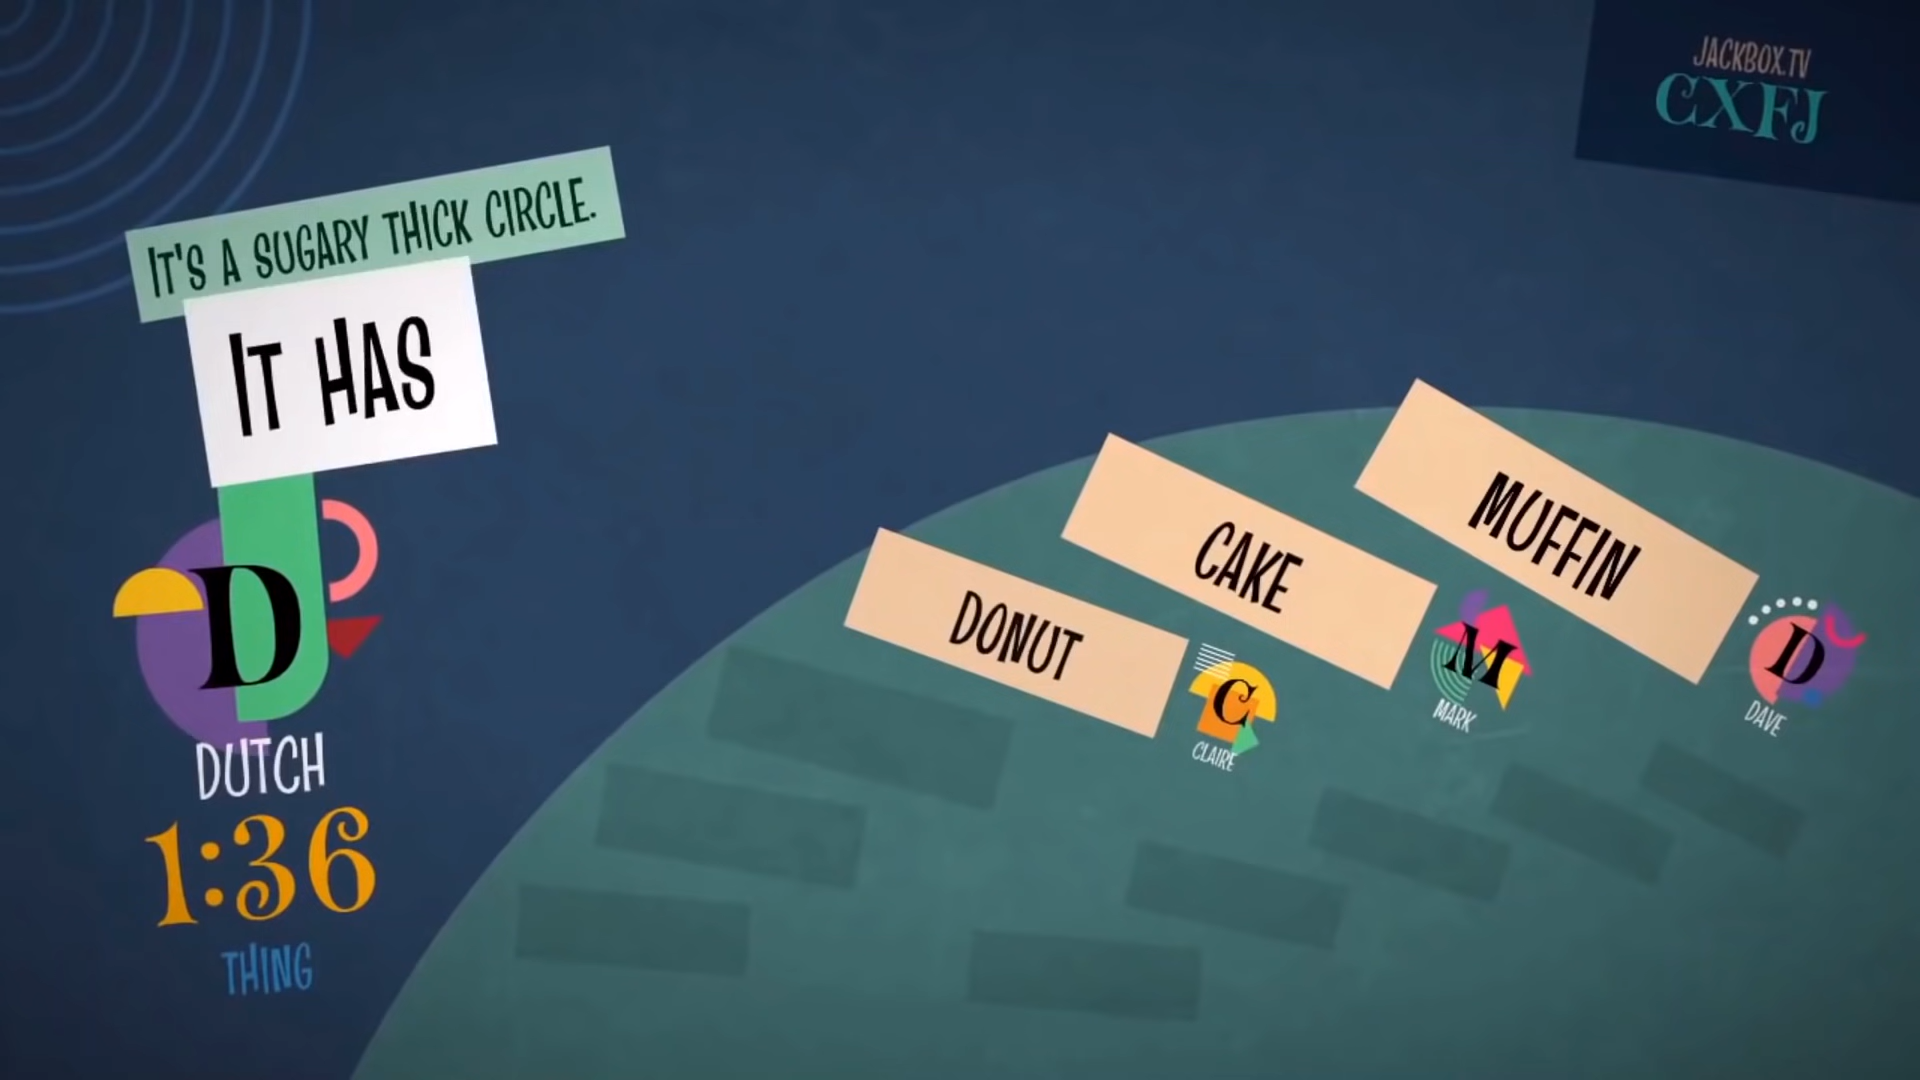 JACKBOX.TV
CXFJ
IT'S A SUGARY THICK CIRCLE.
IT HAS
D
DUTCH
1:36
THING
DONUT
C
CLAIRE
CAKE
M
MARK
MUFFIN
D
DAVE